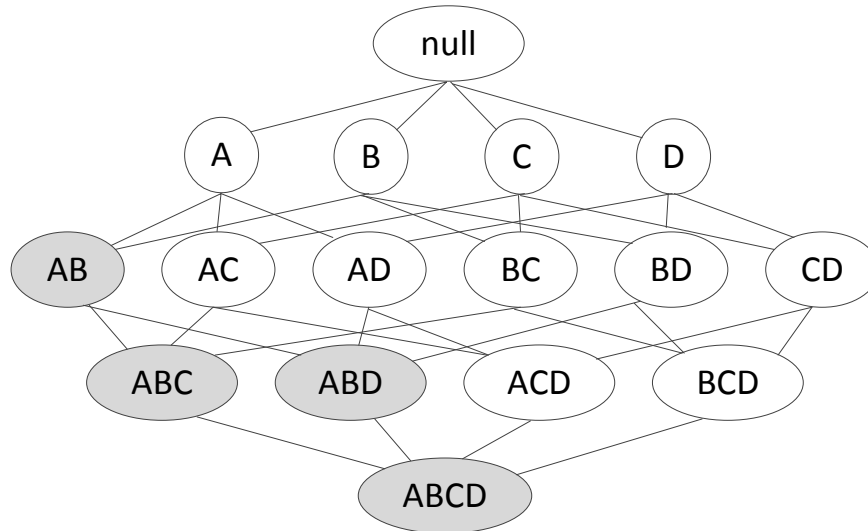 null
A B C D
AB AC AD BC BD CD
ABC ABD ACD BCD
ABCD